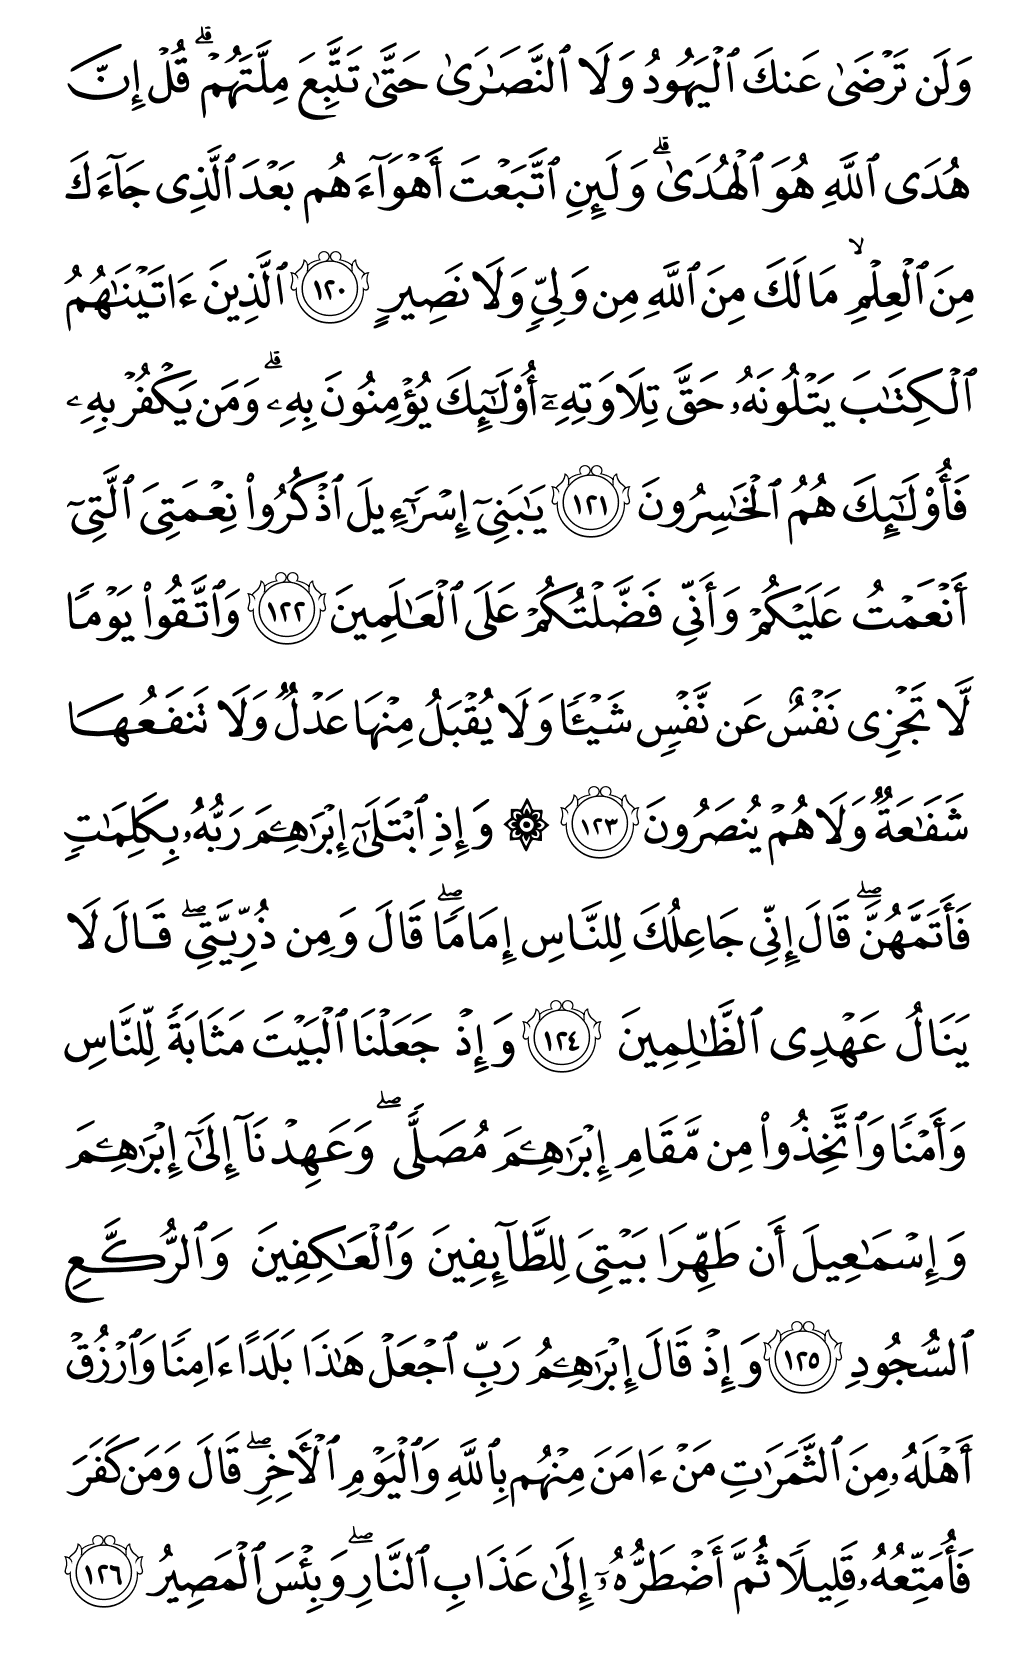 وَلَن تَرْضَىٰ عَنكَ ٱلْيَهُودُ وَلَا ٱلنَّصَـٰرَىٰ حَتَّىٰ تَتَّبِعَ مِلَّتَهُمْ ۗ قُلْ إِنَّ
هُدَى ٱللَّهِ هُوَ ٱلْهُدَىٰ ۗ وَلَئِنِ ٱتَّبَعْتَ أَهْوَآءَهُم بَعْدَ ٱلَّذِى جَآءَكَ
مِنَ ٱلْعِلْمِ ۙ مَا لَكَ مِنَ ٱللَّهِ مِن وَلِىٍّ وَلَا نَصِيرٍ ١٢٠ ٱلَّذِينَ ءَاتَيْنَـٰهُمُ
ٱلْكِتَـٰبَ يَتْلُونَهُۥ حَقَّ تِلَاوَتِهِۦٓ أُو۟لَـٰٓئِكَ يُؤْمِنُونَ بِهِۦ ۗ وَمَن يَكْفُرْ بِهِۦ
فَأُو۟لَـٰٓئِكَ هُمُ ٱلْخَـٰسِرُونَ ١٢١ يَـٰبَنِىٓ إِسْرَٰٓءِيلَ ٱذْكُرُوا۟ نِعْمَتِىَ ٱلَّتِىٓ
أَنْعَمْتُ عَلَيْكُمْ وَأَنِّى فَضَّلْتُكُمْ عَلَى ٱلْعَـٰلَمِينَ ١٢٢ وَٱتَّقُوا۟ يَوْمًا
لَّا تَجْزِى نَفْسٌ عَن نَّفْسٍ شَيْـًٔا وَلَا يُقْبَلُ مِنْهَا عَدْلٌ وَلَا تَنفَعُهَا
شَفَـٰعَةٌ وَلَا هُمْ يُنصَرُونَ ١٢٣ ۞ وَإِذِ ٱبْتَلَىٰٓ إِبْرَٰهِـۧمَ رَبُّهُۥ بِكَلِمَـٰتٍ
فَأَتَمَّهُنَّ ۖ قَالَ إِنِّى جَاعِلُكَ لِلنَّاسِ إِمَامًا ۖ قَالَ وَمِن ذُرِّيَّتِى ۖ قَالَ لَا
يَنَالُ عَهْدِى ٱلظَّـٰلِمِينَ ١٢٤ وَإِذْ جَعَلْنَا ٱلْبَيْتَ مَثَابَةً لِّلنَّاسِ
وَأَمْنًا وَٱتَّخِذُوا۟ مِن مَّقَامِ إِبْرَٰهِـۧمَ مُصَلًّى ۖ وَعَهِدْنَآ إِلَىٰٓ إِبْرَٰهِـۧمَ
وَإِسْمَـٰعِيلَ أَن طَهِّرَا بَيْتِىَ لِلطَّآئِفِينَ وَٱلْعَـٰكِفِينَ وَٱلرُّكَّعِ
ٱلسُّجُودِ ١٢٥ وَإِذْ قَالَ إِبْرَٰهِـۧمُ رَبِّ ٱجْعَلْ هَـٰذَا بَلَدًا ءَامِنًا وَٱرْزُقْ
أَهْلَهُۥ مِنَ ٱلثَّمَرَٰتِ مَنْ ءَامَنَ مِنْهُم بِٱللَّهِ وَٱلْيَوْمِ ٱلْـَٔاخِرِ ۖ قَالَ وَمَن كَفَرَ
فَأُمَتِّعُهُۥ قَلِيلًا ثُمَّ أَضْطَرُّهُۥٓ إِلَىٰ عَذَابِ ٱلنَّارِ ۖ وَبِئْسَ ٱلْمَصِيرُ ١٢٦